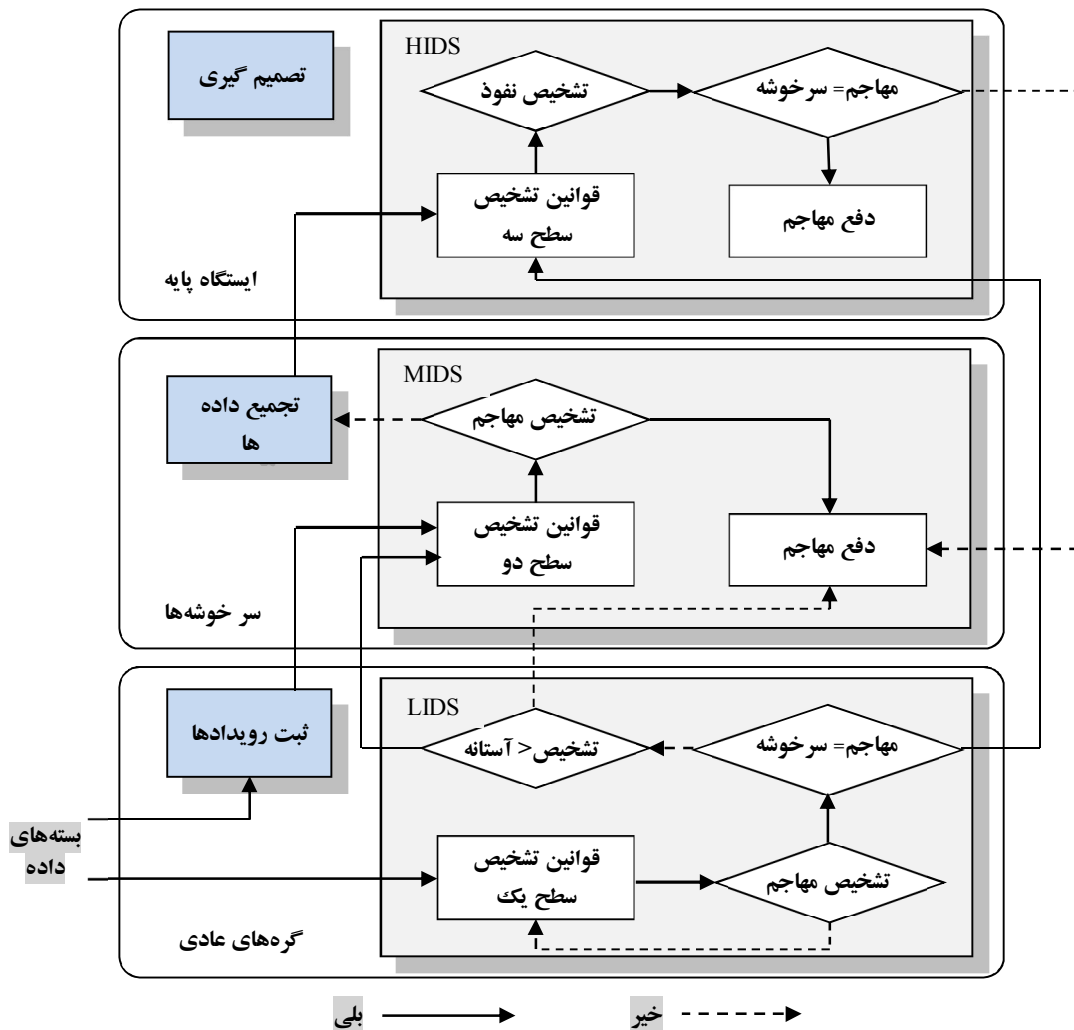 HIDS
تصمیم گیری
تشخیص نفوذ
مهاجم= سرخوشه
قوانین تشخیص
سطح سه
دفع مهاجم
ایستگاه پایه
MIDS
تجمیع داده
ها
تشخیص مهاجم
قوانین تشخیص
سطح دو
دفع مهاجم
سر خوشه‌ها
LIDS
ثبت رویدادها
تشخیص< آستانه
مهاجم= سرخوشه
بسته‌های
داده
قوانین تشخیص
سطح یک
تشخیص مهاجم
گره‌های عادی
خیر
بلی